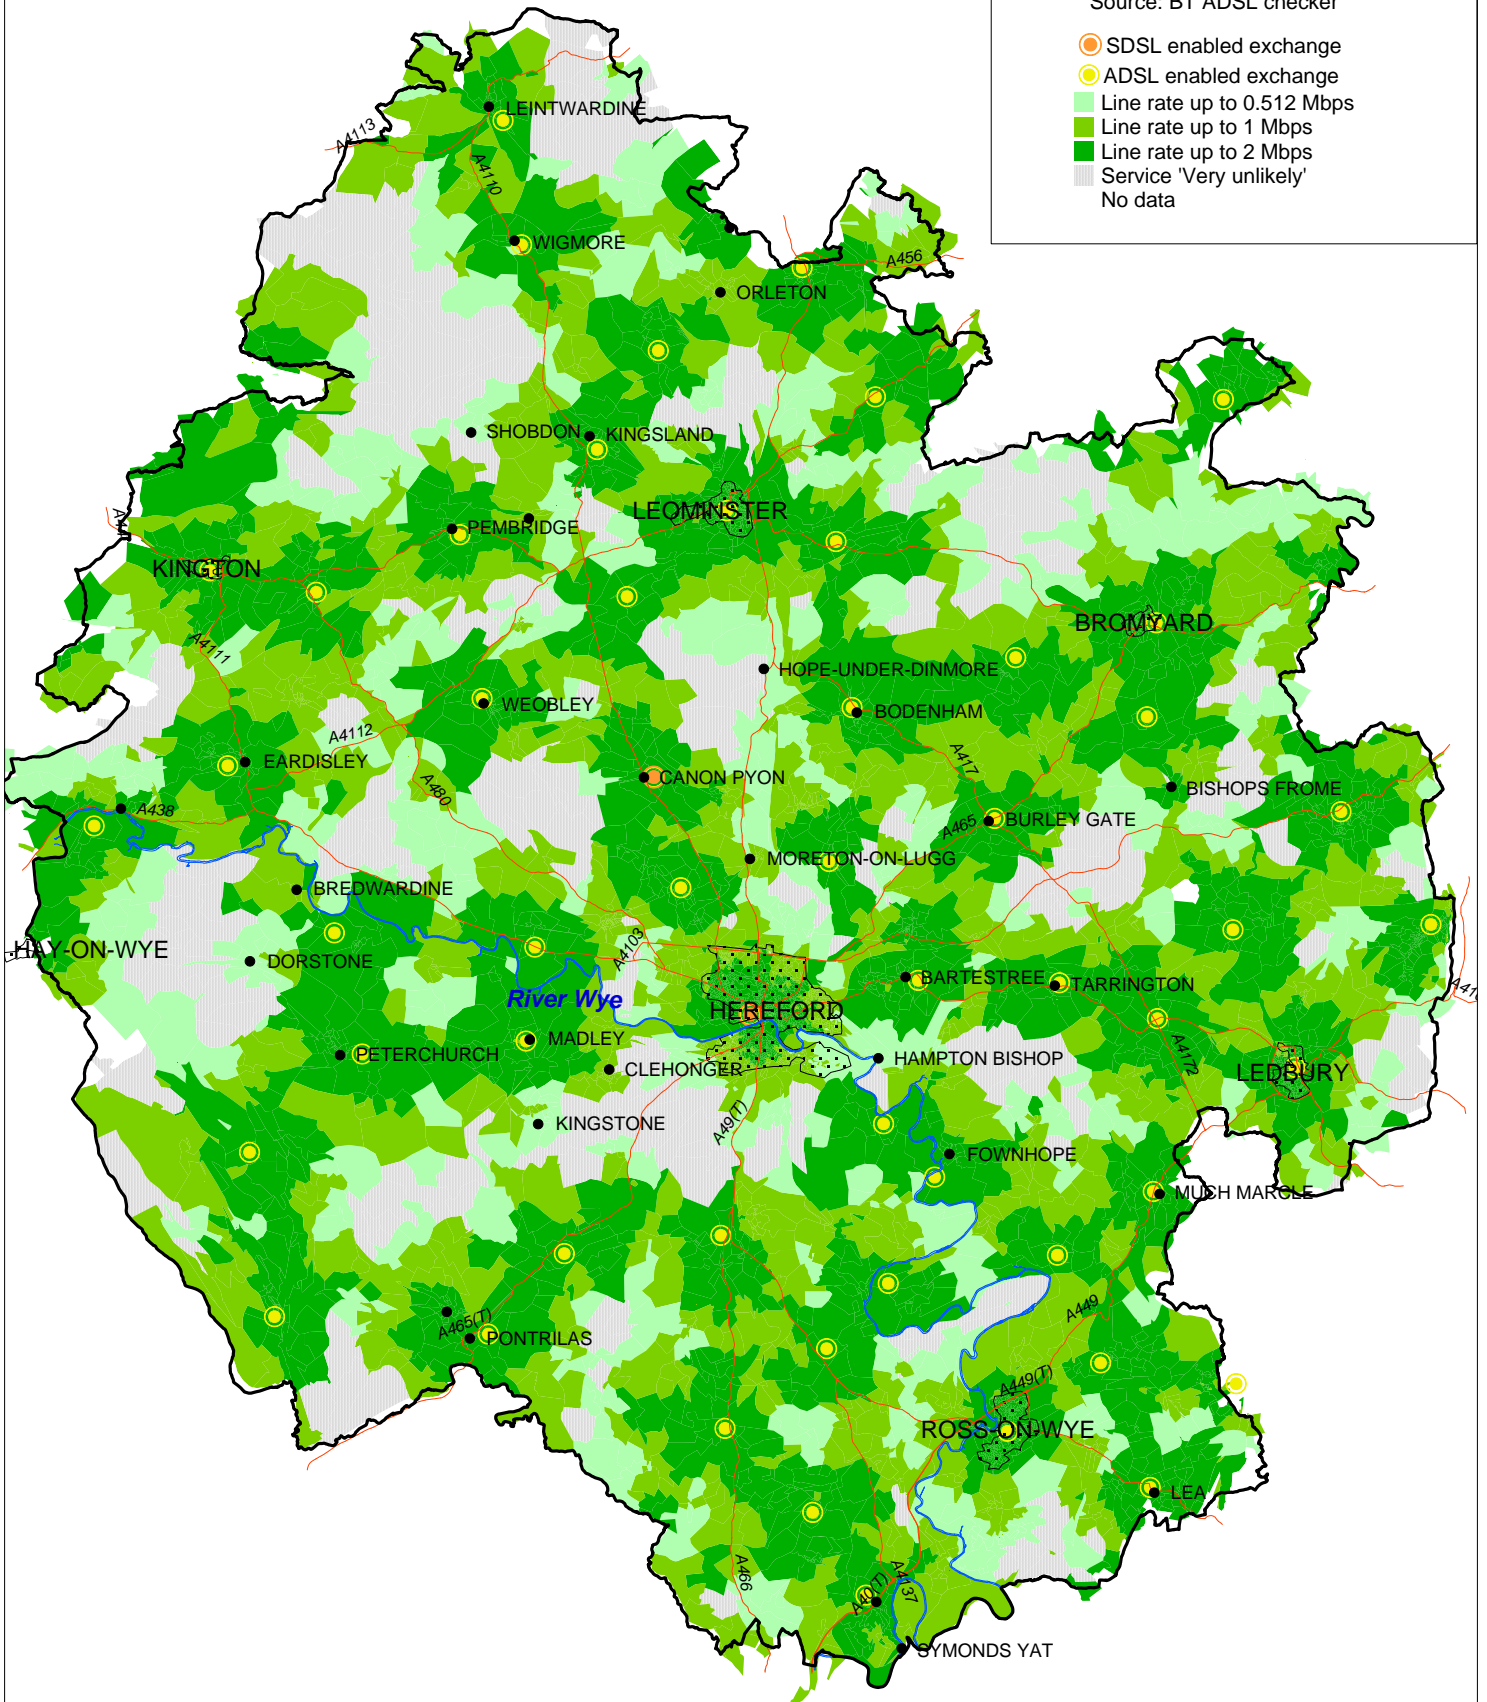 Source: BT ADSL checker
SDSL enabled exchange
ADSL enabled exchange
Line rate up to 0.512 Mbps
Line rate up to 1 Mbps
Line rate up to 2 Mbps
Service 'Very unlikely'
No data
LEINTWARDINE
A4113
A4110
WIGMORE
A456
ORLETON
SHOBDON
KINGSLAND
LEOMINSTER
PEMBRIDGE
KINGTON
BROMYARD
A4111
HOPE-UNDER-DINMORE
WEOBLEY
BODENHAM
A4112
EARDISLEY
A417
CANON PYON
A480
BISHOPS FROME
A438
A465
BURLEY GATE
MORETON-ON-LUGG
BREDWARDINE
HAY-ON-WYE
A4103
DORSTONE
BARTESTREE
TARRINGTON
River Wye
HEREFORD
MADLEY
PETERCHURCH
HAMPTON BISHOP
A4172
CLEHONGER
LEDBURY
KINGSTONE
A49(T)
FOWNHOPE
MUCH MARCLE
A449
A465(T)
PONTRILAS
A449(T)
ROSS-ON-WYE
LEA
A466
A40(T)
A4137
SYMONDS YAT